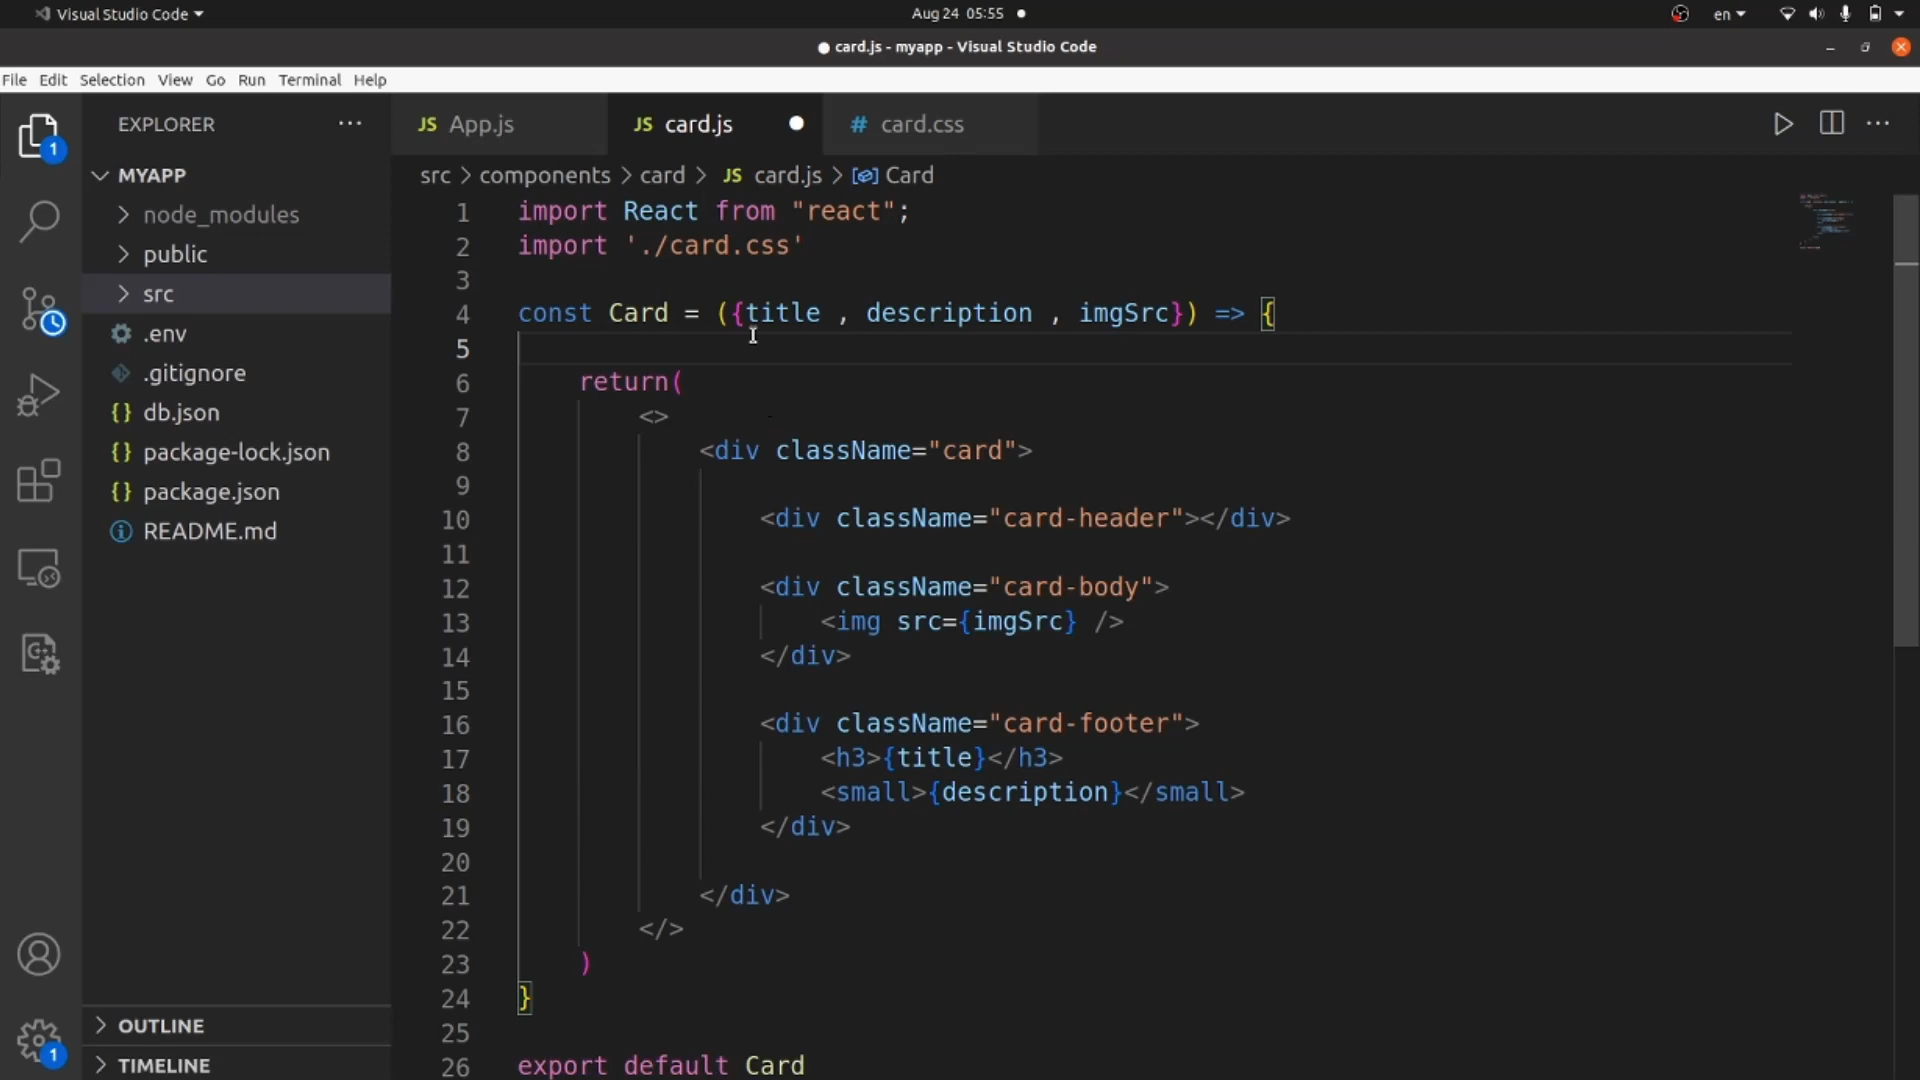 Visual Studio Code
Aug 24 05:55
en
card.js - myapp - Visual Studio Code
File Edit Selection View Go Run Terminal Help
EXPLORER
JS App.js
JS card.js
# card.css
MYAPP
node_modules
public
src
.env
.gitignore
{} db.json
{} package-lock.json
{} package.json
README.md
OUTLINE
TIMELINE
1
1
src > components > card > JS card.js > Card
1 import React from "react";
2 import './card.css'
3
4 const Card = ({title , description , imgSrc}) => {
5
6 return(
7 <>
8 <div className="card">
9
10 <div className="card-header"></div>
11
12 <div className="card-body">
13 <img src={imgSrc} />
14 </div>
15
16 <div className="card-footer">
17 <h3>{title}</h3>
18 <small>{description}</small>
19 </div>
20
21 </div>
22 </>
23 )
24 }
25
26 export default Card